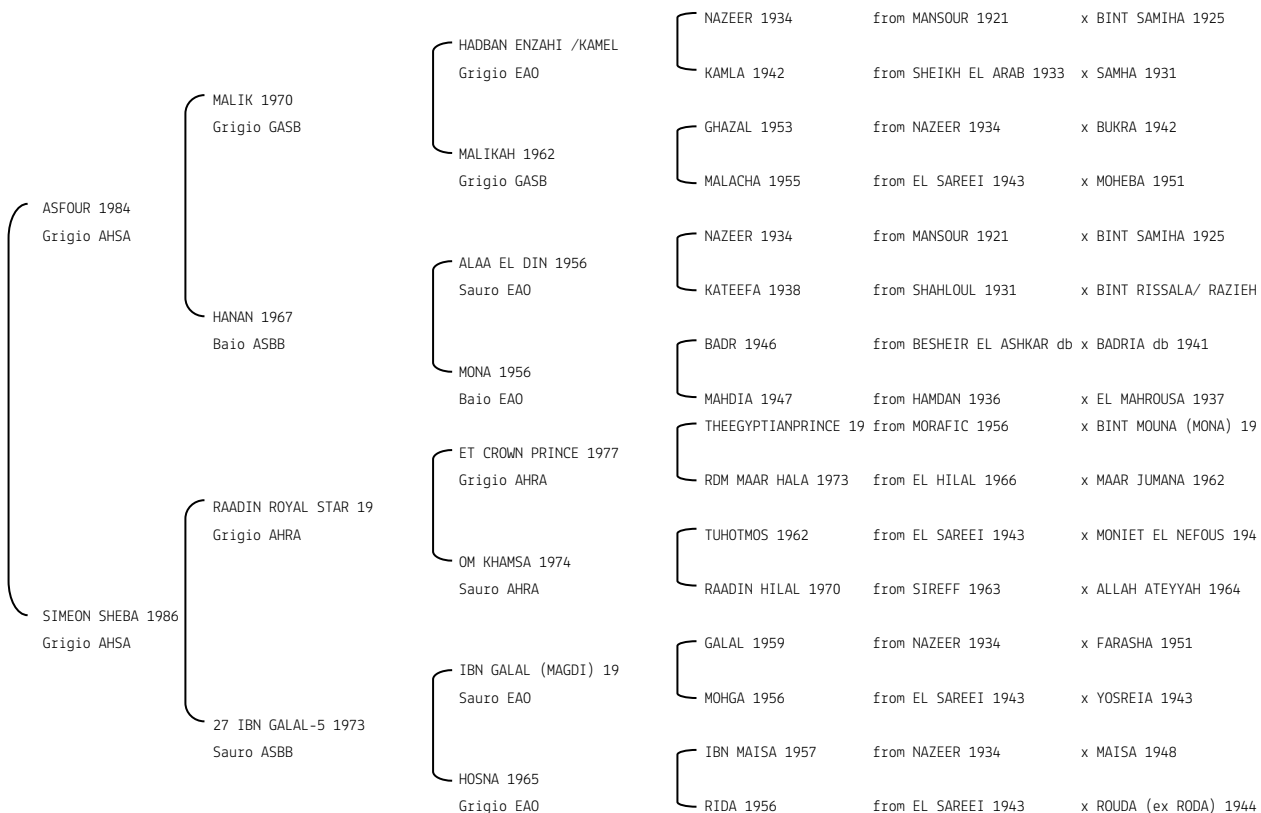 NAZEER 1934 from MANSOUR 1921 x BINT SAMIHA 1925
HADBAN ENZAHI /KAMEL
Grigio EAO
KAMLA 1942 from SHEIKH EL ARAB 1933 x SAMHA 1931
MALIK 1970
Grigio GASB
GHAZAL 1953 from NAZEER 1934 x BUKRA 1942
MALIKAH 1962
Grigio GASB
MALACHA 1955 from EL SAREEI 1943 x MOHEBA 1951
ASFOUR 1984
Grigio AHSA
NAZEER 1934 from MANSOUR 1921 x BINT SAMIHA 1925
ALAA EL DIN 1956
Sauro EAO
KATEEFA 1938 from SHAHLOUL 1931 x BINT RISSALA/ RAZIEH
HANAN 1967
Baio ASBB
BADR 1946 from BESHEIR EL ASHKAR db x BADRIA db 1941
MONA 1956
Baio EAO
MAHDIA 1947 from HAMDAN 1936 x EL MAHROUSA 1937
THEEGYPTIANPRINCE 19 from MORAFIC 1956 x BINT MOUNA (MONA) 19
ET CROWN PRINCE 1977
Grigio AHRA
RDM MAAR HALA 1973 from EL HILAL 1966 x MAAR JUMANA 1962
RAADIN ROYAL STAR 19
Grigio AHRA
TUHOTMOS 1962 from EL SAREEI 1943 x MONIET EL NEFOUS 194
OM KHAMSA 1974
Sauro AHRA
RAADIN HILAL 1970 from SIREFF 1963 x ALLAH ATEYYAH 1964
SIMEON SHEBA 1986
Grigio AHSA
GALAL 1959 from NAZEER 1934 x FARASHA 1951
IBN GALAL (MAGDI) 19
Sauro EAO
MOHGA 1956 from EL SAREEI 1943 x YOSREIA 1943
27 IBN GALAL-5 1973
Sauro ASBB
IBN MAISA 1957 from NAZEER 1934 x MAISA 1948
HOSNA 1965
Grigio EAO
RIDA 1956 from EL SAREEI 1943 x ROUDA (ex RODA) 1944